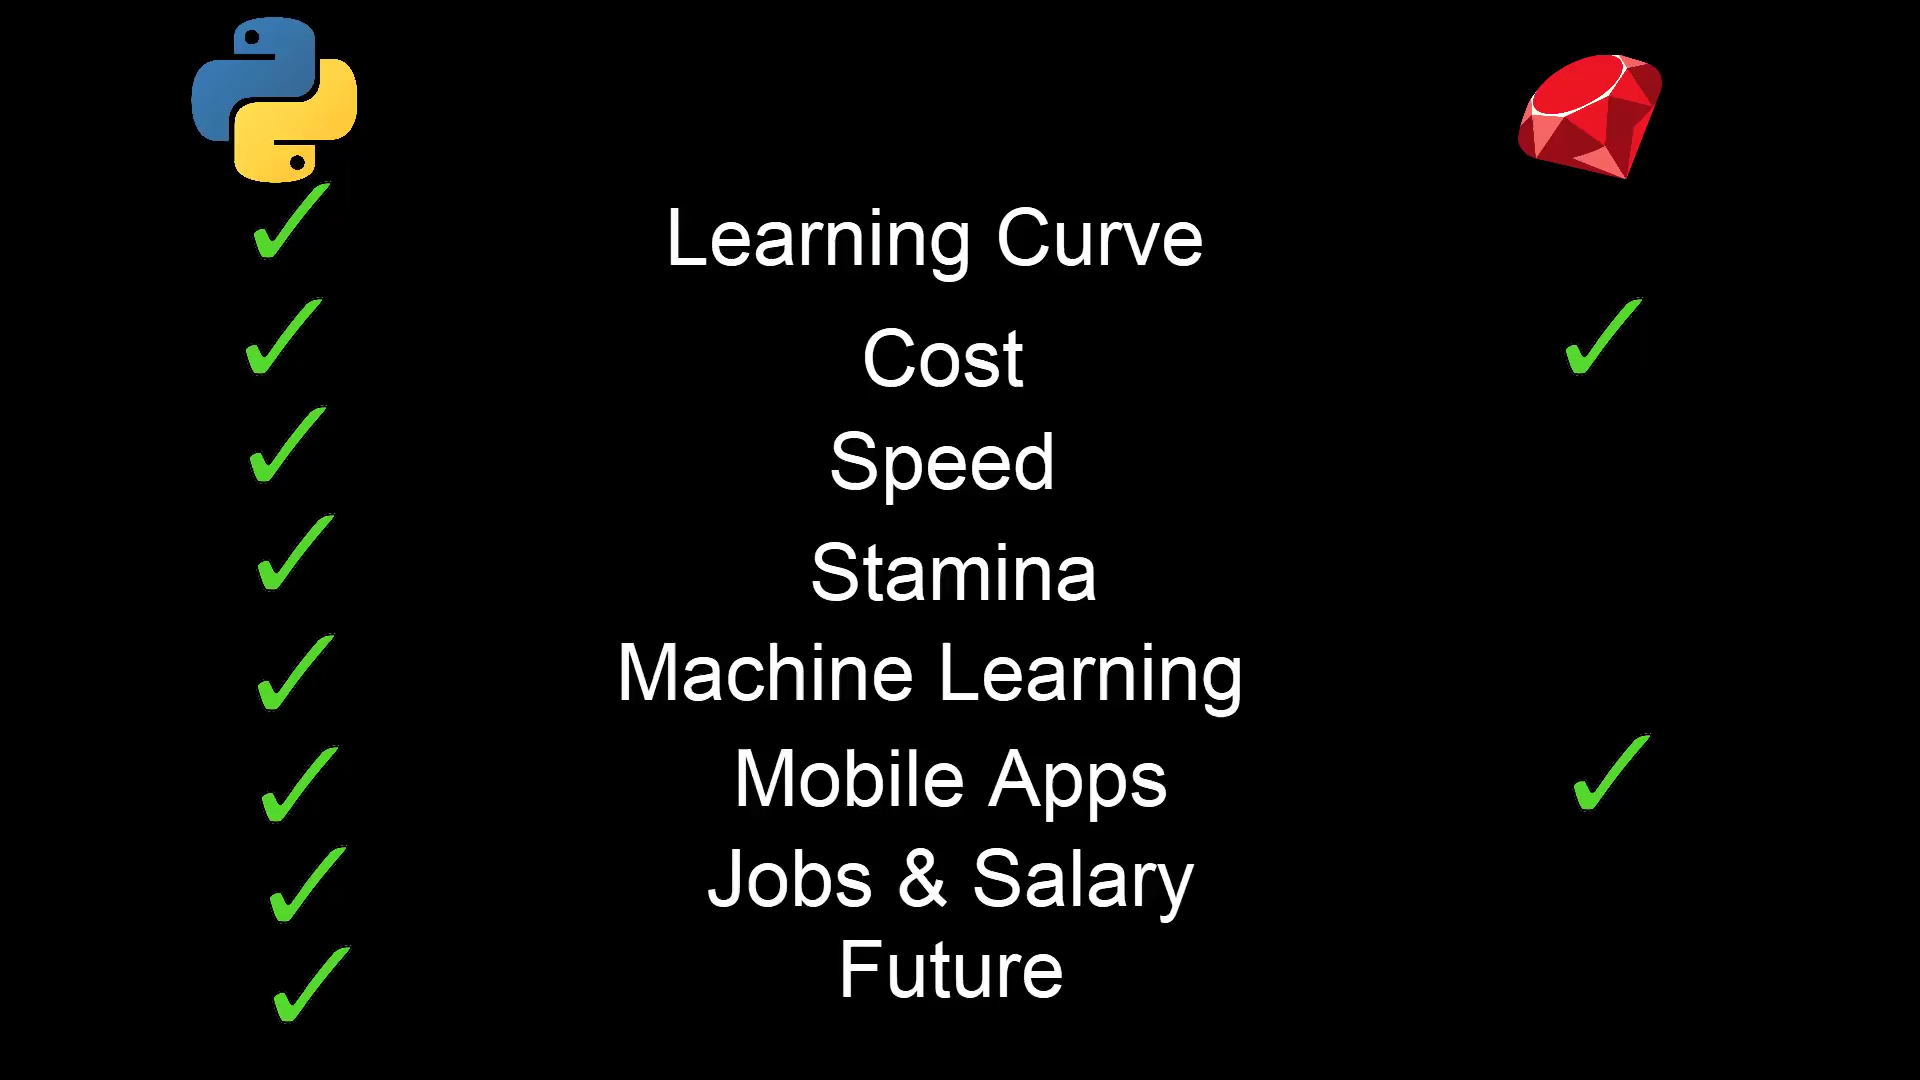 Learning Curve
Cost
Speed
Stamina
Machine Learning
Mobile Apps
Jobs & Salary
Future